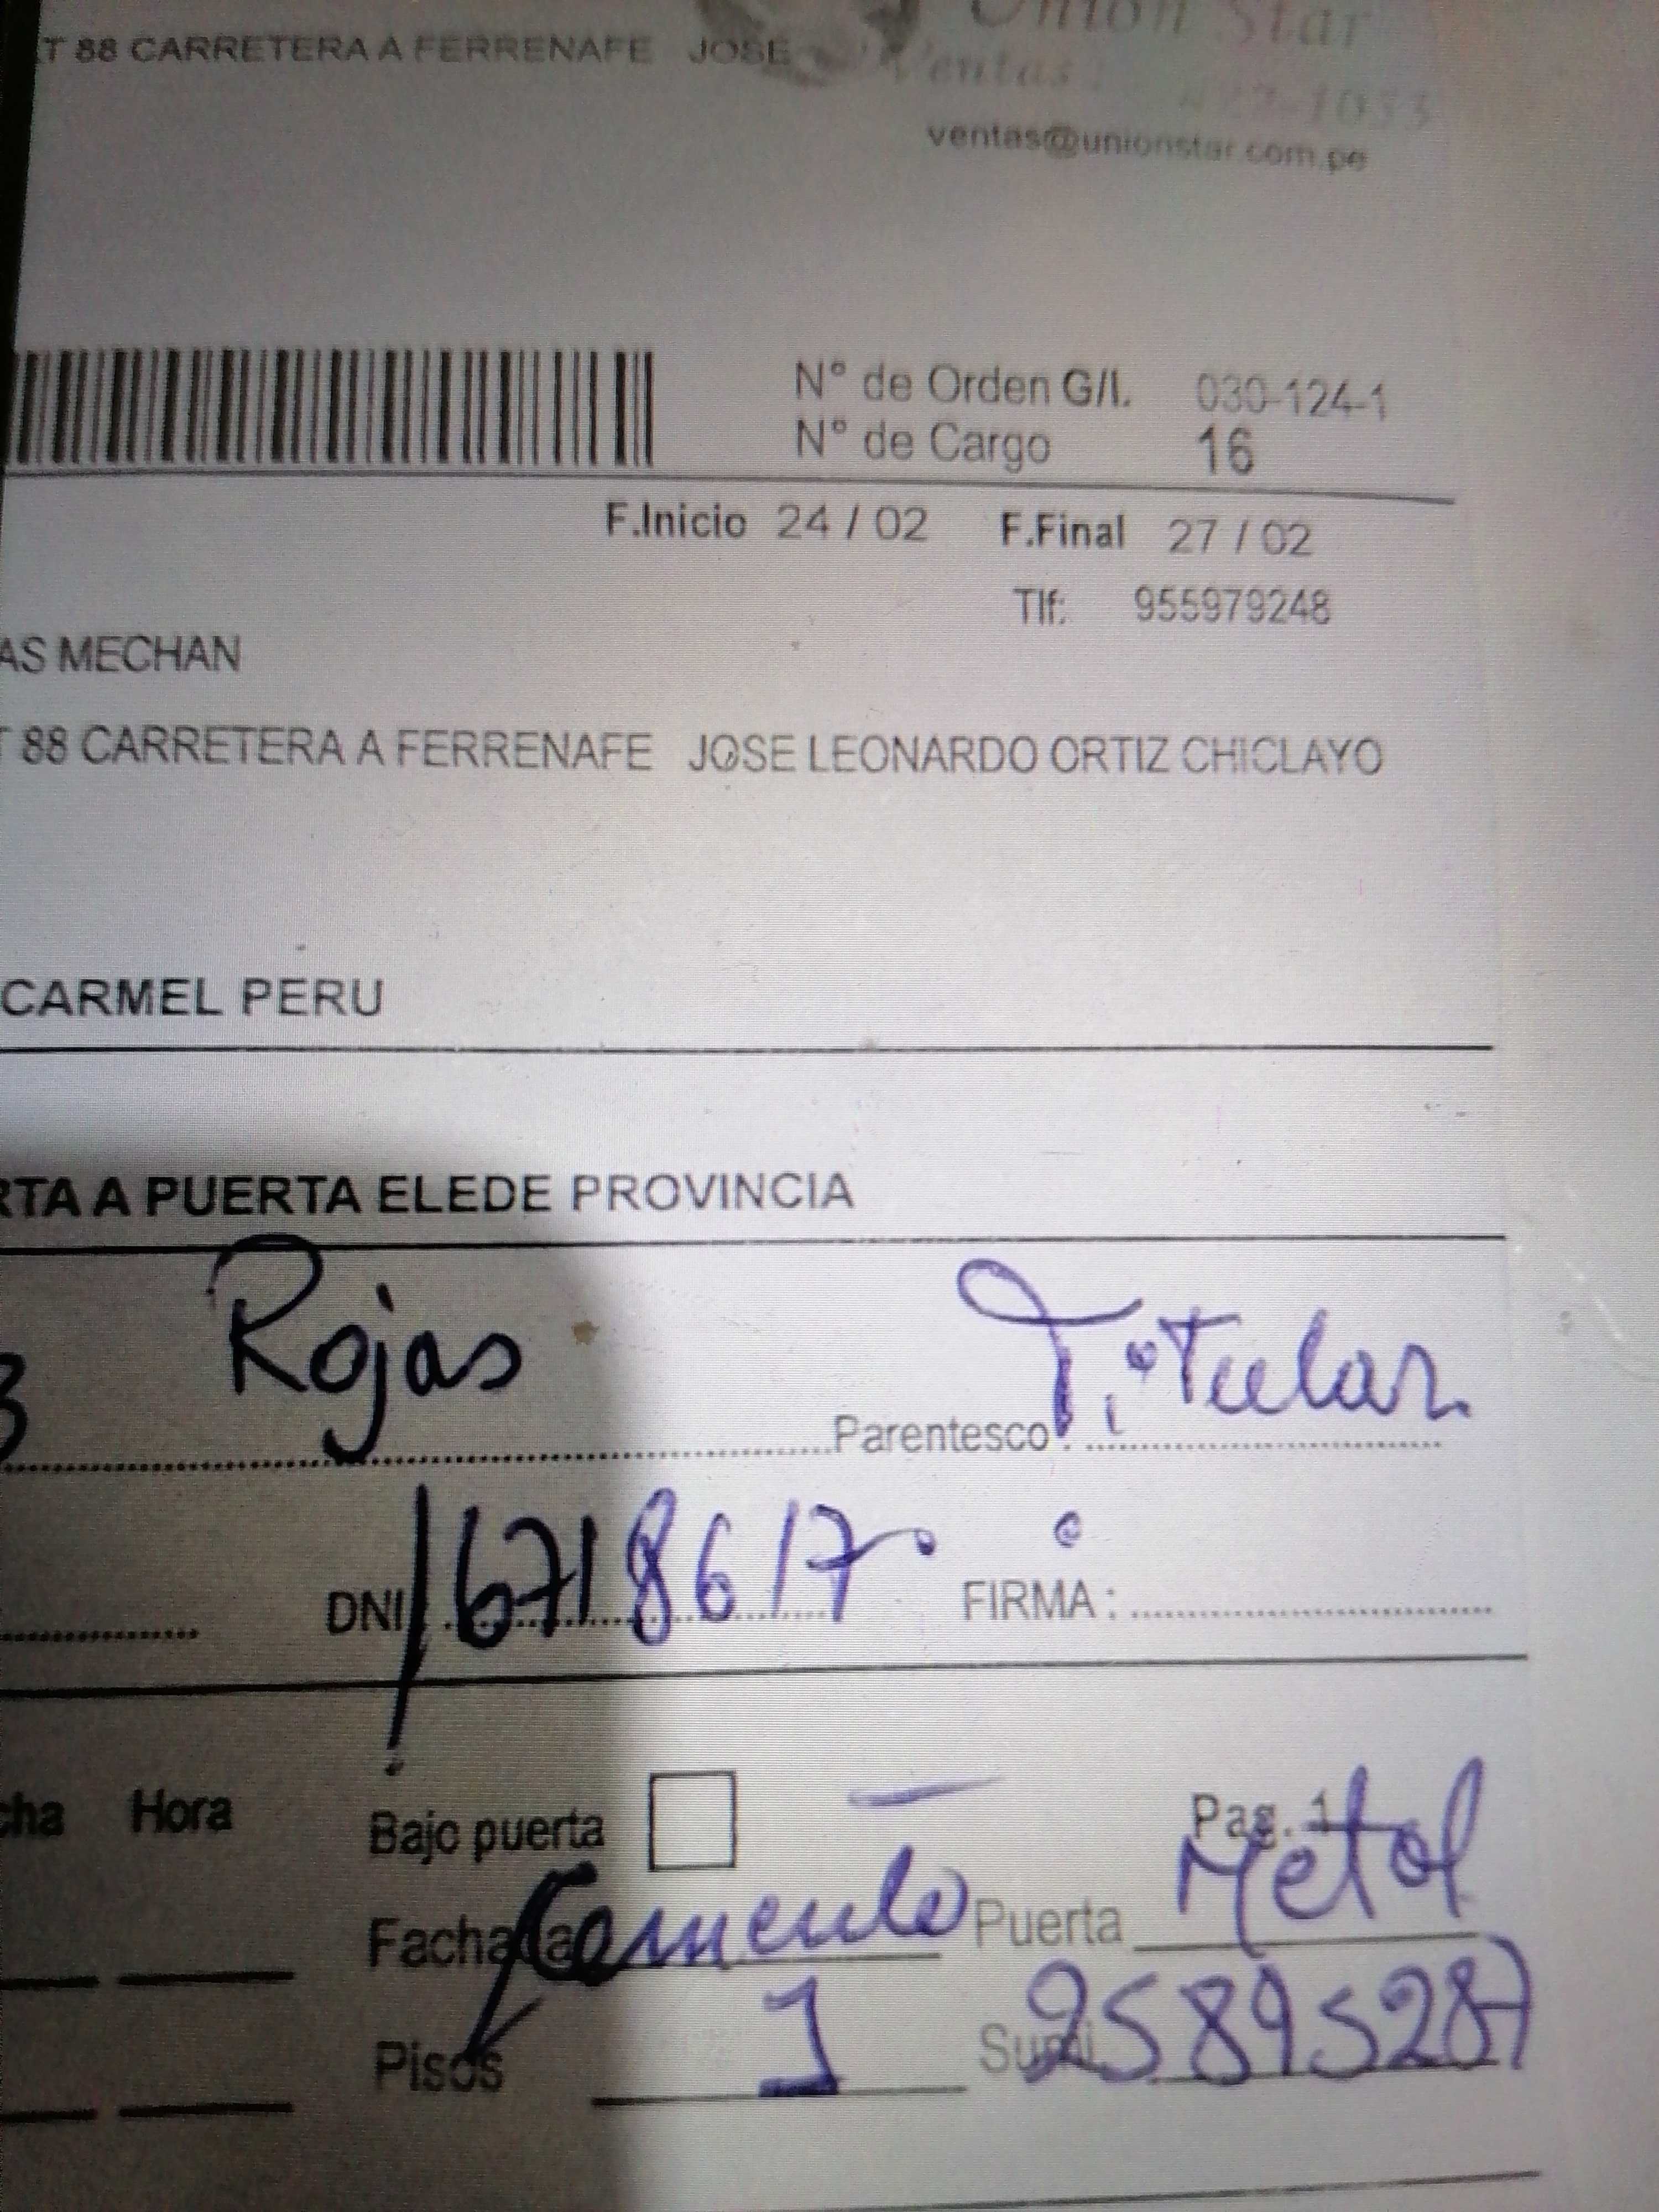 T 88 CARRETERA A FERRENAFE JOSE
Union Star
Ventas:
ventas@unionstar.com.pe
N° de Orden G/I. 030-124-1
N° de Cargo 16
F.Inicio 24 / 02 F.Final 27 / 02
Tlf: 955979248
AS MECHAN
88 CARRETERA A FERRENAFE JOSE LEONARDO ORTIZ CHICLAYO
CARMEL PERU
RTA A PUERTA ELEDE PROVINCIA
Rojas Parentesco: Titular
DNI 16718617 FIRMA:
cha Hora Bajo puerta Pag. 1
Fachada Cemento Puerta Metal
Pisos 1 Sumi 25895287